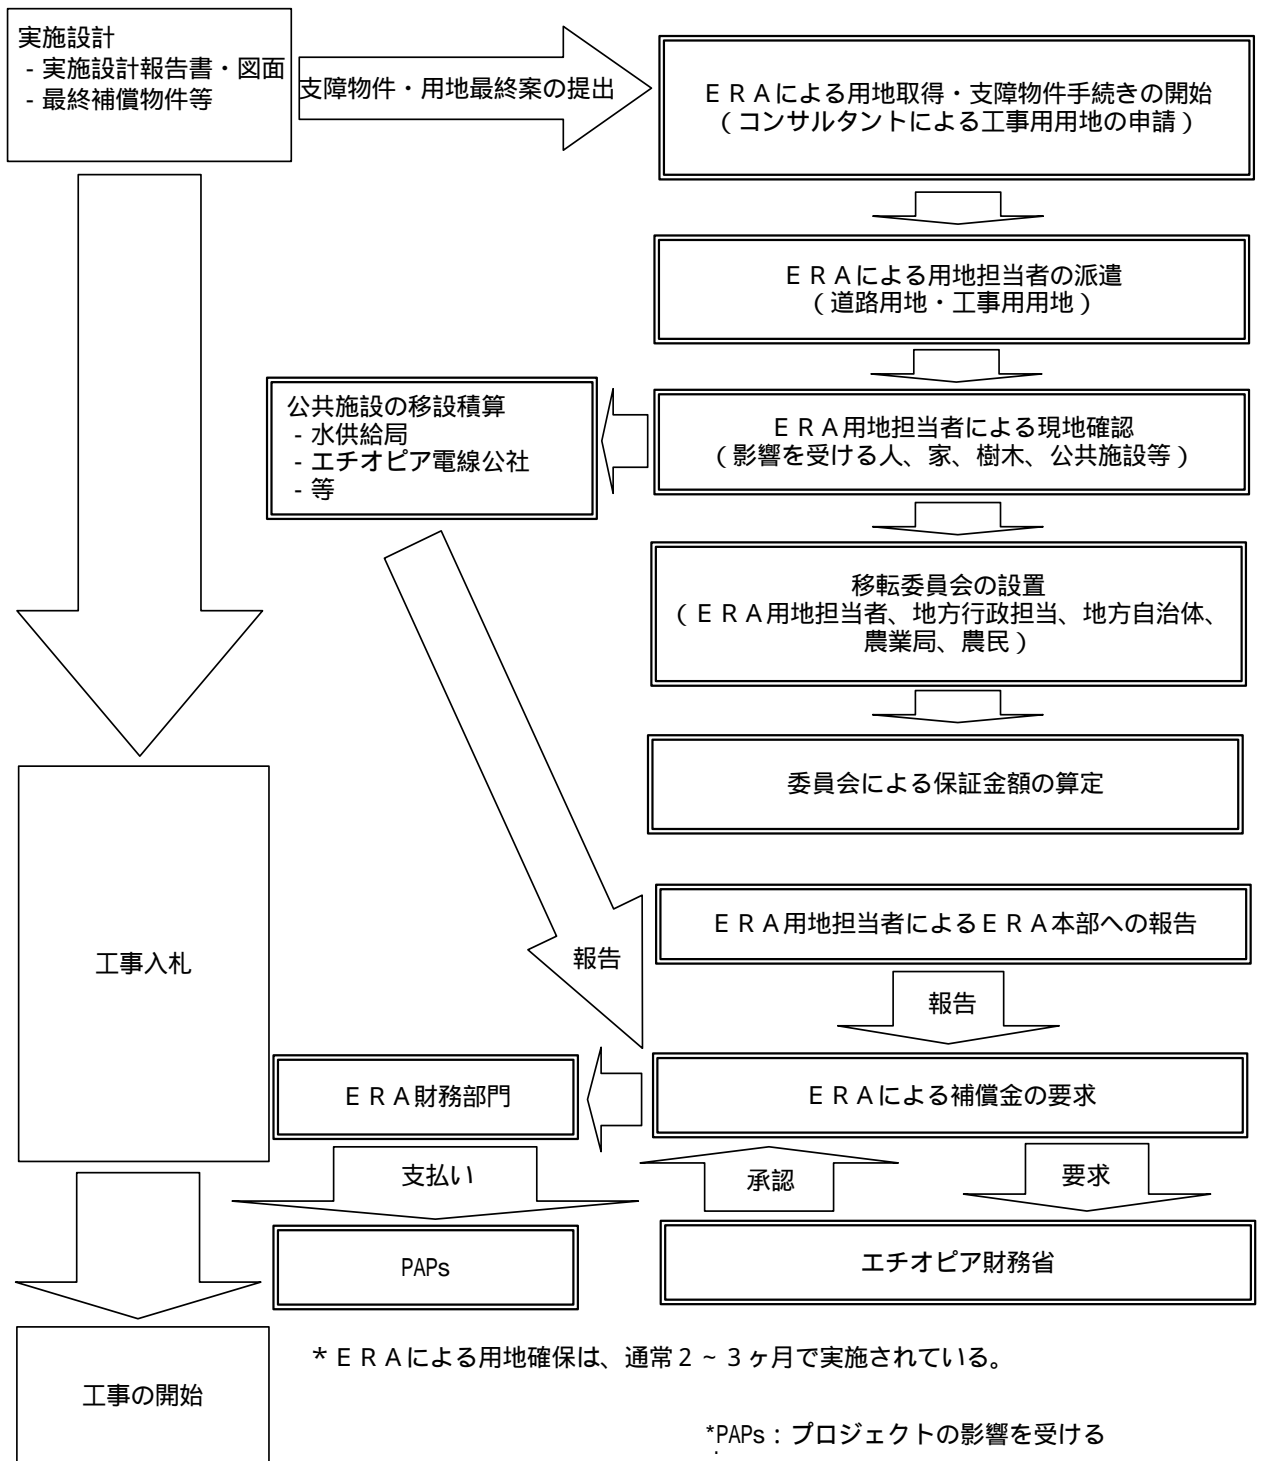 実施設計
- 実施設計報告書・図面
- 最終補償物件等
支障物件・用地最終案の提出
ＥＲＡによる用地取得・支障物件手続きの開始
（コンサルタントによる工事用用地の申請）
ＥＲＡによる用地担当者の派遣
（道路用地・工事用用地）
公共施設の移設積算
- 水供給局
- エチオピア電線公社
- 等
ＥＲＡ用地担当者による現地確認
（影響を受ける人、家、樹木、公共施設等）
移転委員会の設置
（ＥＲＡ用地担当者、地方行政担当、地方自治体、
農業局、農民）
委員会による保証金額の算定
ＥＲＡ用地担当者によるＥＲＡ本部への報告
工事入札
報告
報告
ＥＲＡ財務部門
ＥＲＡによる補償金の要求
支払い
承認
要求
PAPs
エチオピア財務省
＊ＥＲＡによる用地確保は、通常２～３ヶ月で実施されている。
工事の開始
*PAPs：プロジェクトの影響を受ける